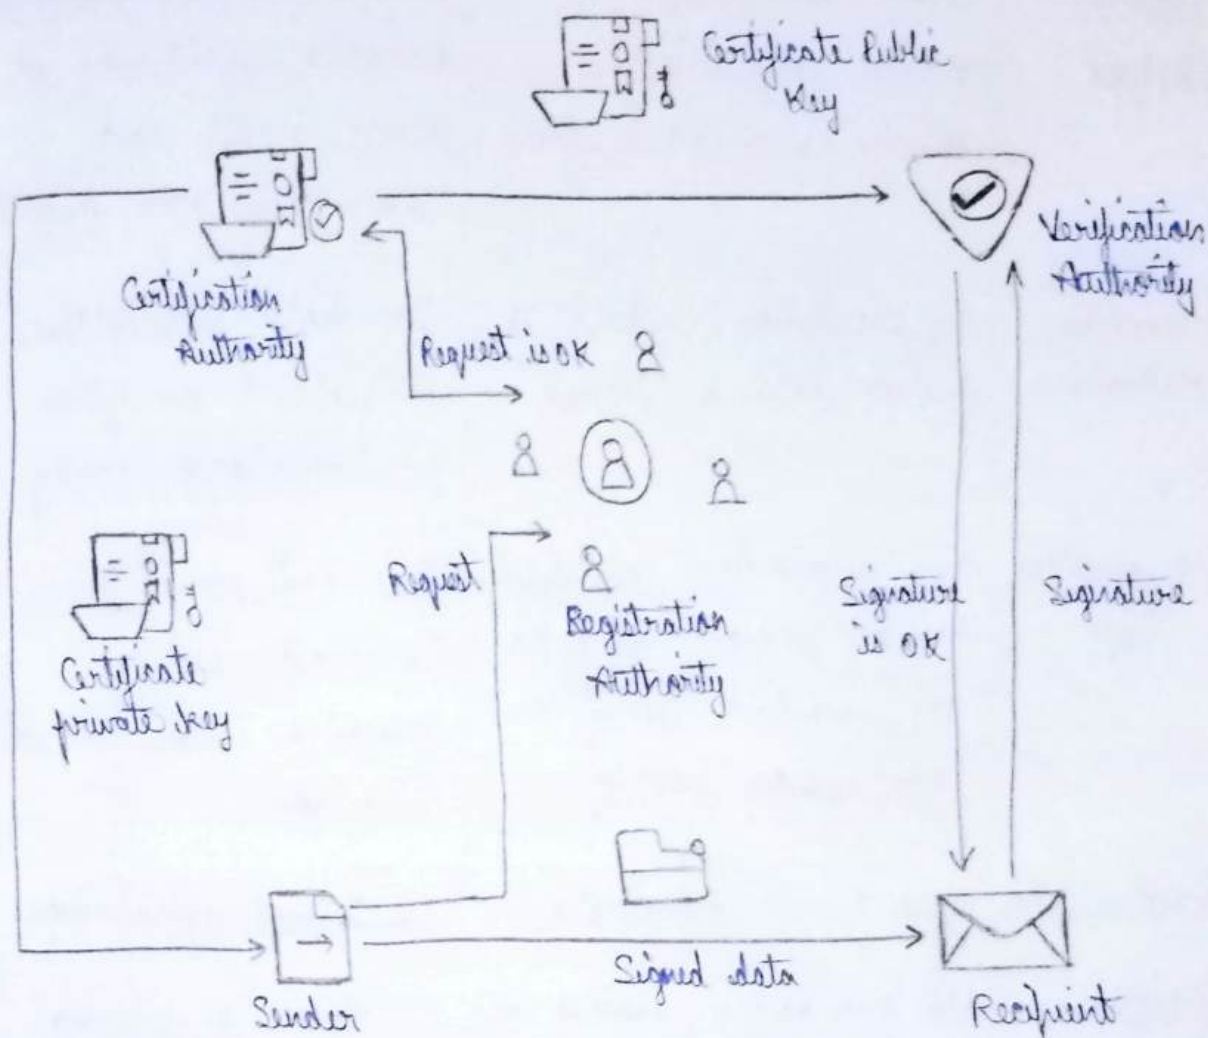 Certificate Public
Key
Verification
Authority
Certification
Authority
Request is OK
Request
Registration
Authority
Certificate
private key
Signature
is OK
Signature
Signed data
Sender
Recipient